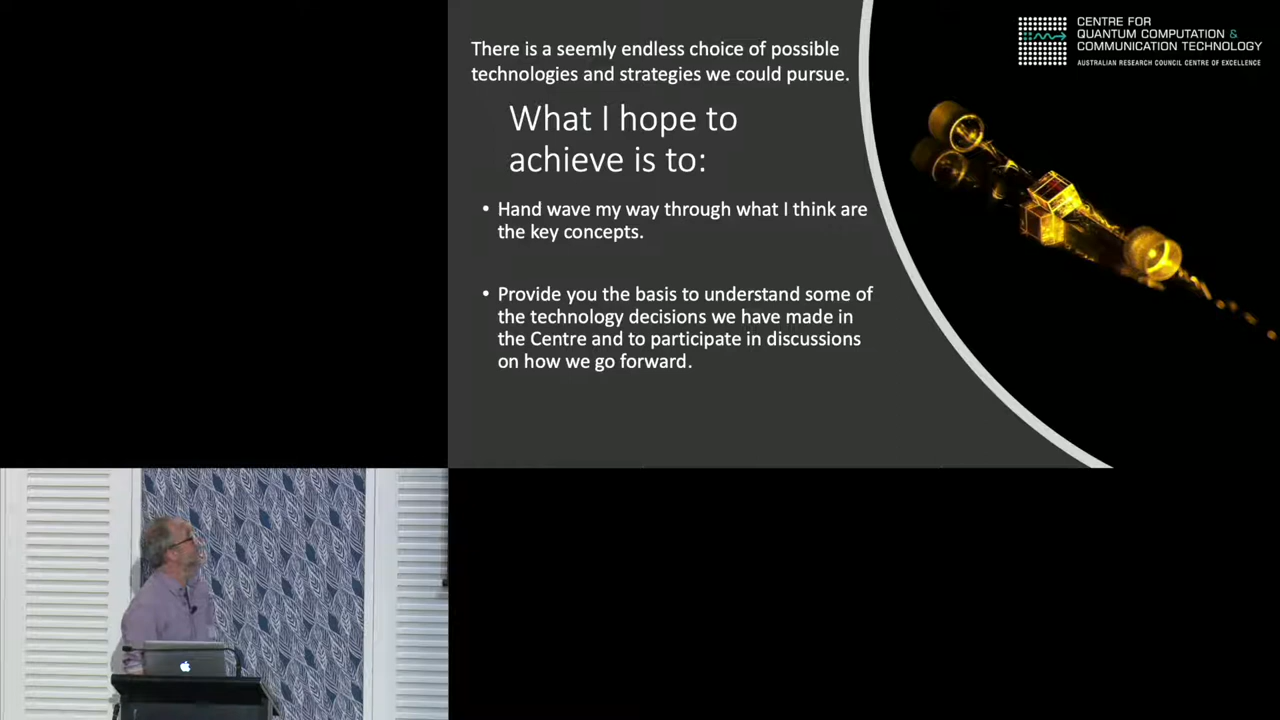 There is a seemly endless choice of possible
technologies and strategies we could pursue.
What I hope to
achieve is to:
• Hand wave my way through what I think are
the key concepts.
• Provide you the basis to understand some of
the technology decisions we have made in
the Centre and to participate in discussions
on how we go forward.
CENTRE FOR
QUANTUM COMPUTATION &
COMMUNICATION TECHNOLOGY
AUSTRALIAN RESEARCH COUNCIL CENTRE OF EXCELLENCE